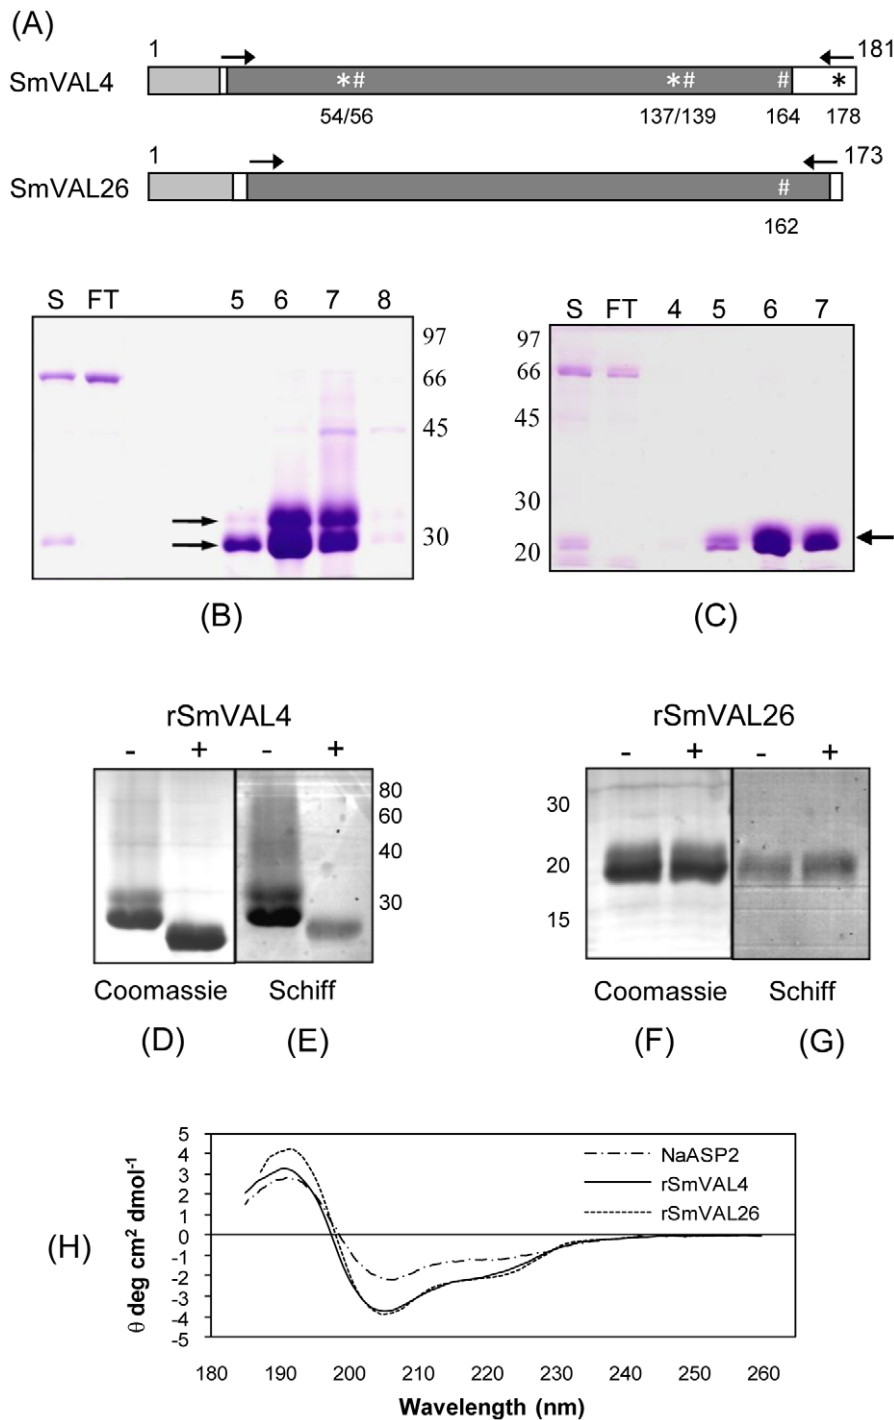 (A)
1 181
SmVAL4 *# *# # *
54/56 137/139 164 178
1 173
SmVAL26 #
162
S FT 5 6 7 8
97
66
45
30
(B)
S FT 4 5 6 7
97
66
45
30
20
(C)
rSmVAL4
- + - +
80
60
40
30
Coomassie Schiff
(D) (E)
rSmVAL26
- + - +
30
20
15
Coomassie Schiff
(F) (G)
(H)
θ deg cm2 dmol-1
5
4
3
2
1
0
-1
-2
-3
-4
-5
NaASP2
rSmVAL4
rSmVAL26
180 190 200 210 220 230 240 250 260
Wavelength (nm)